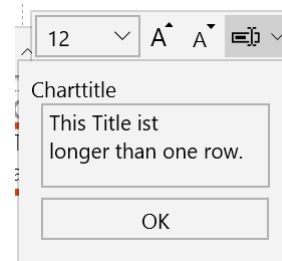 12
A A
Charttitle
This Title ist
longer than one row.
OK